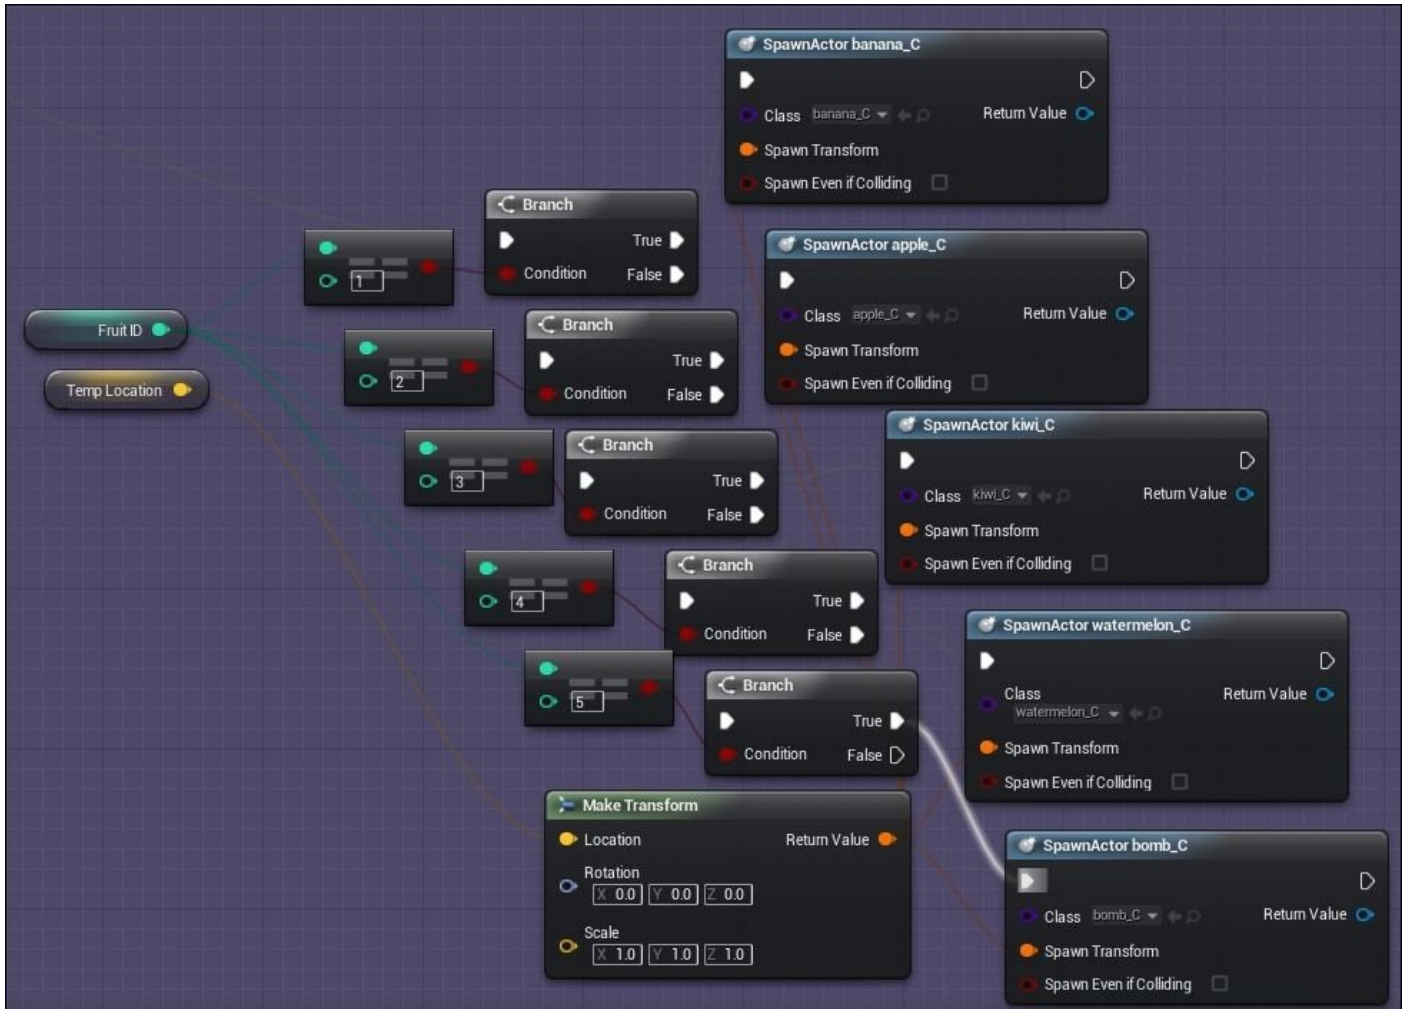 SpawnActor banana_C
Class banana_C Return Value
Spawn Transform
Spawn Even if Colliding
Branch
True
1 Condition False
SpawnActor apple_C
Class apple_C Return Value
Spawn Transform
Spawn Even if Colliding
Fruit ID
Temp Location
Branch
True
2 Condition False
Branch
True
3 Condition False
SpawnActor kiwi_C
Class kiwi_C Return Value
Spawn Transform
Spawn Even if Colliding
Branch
True
4 Condition False
SpawnActor watermelon_C
Class Return Value
watermelon_C
Spawn Transform
Spawn Even if Colliding
Branch
True
5 Condition False
Make Transform
Location Return Value
Rotation
X 0.0 Y 0.0 Z 0.0
Scale
X 1.0 Y 1.0 Z 1.0
SpawnActor bomb_C
Class bomb_C Return Value
Spawn Transform
Spawn Even if Colliding